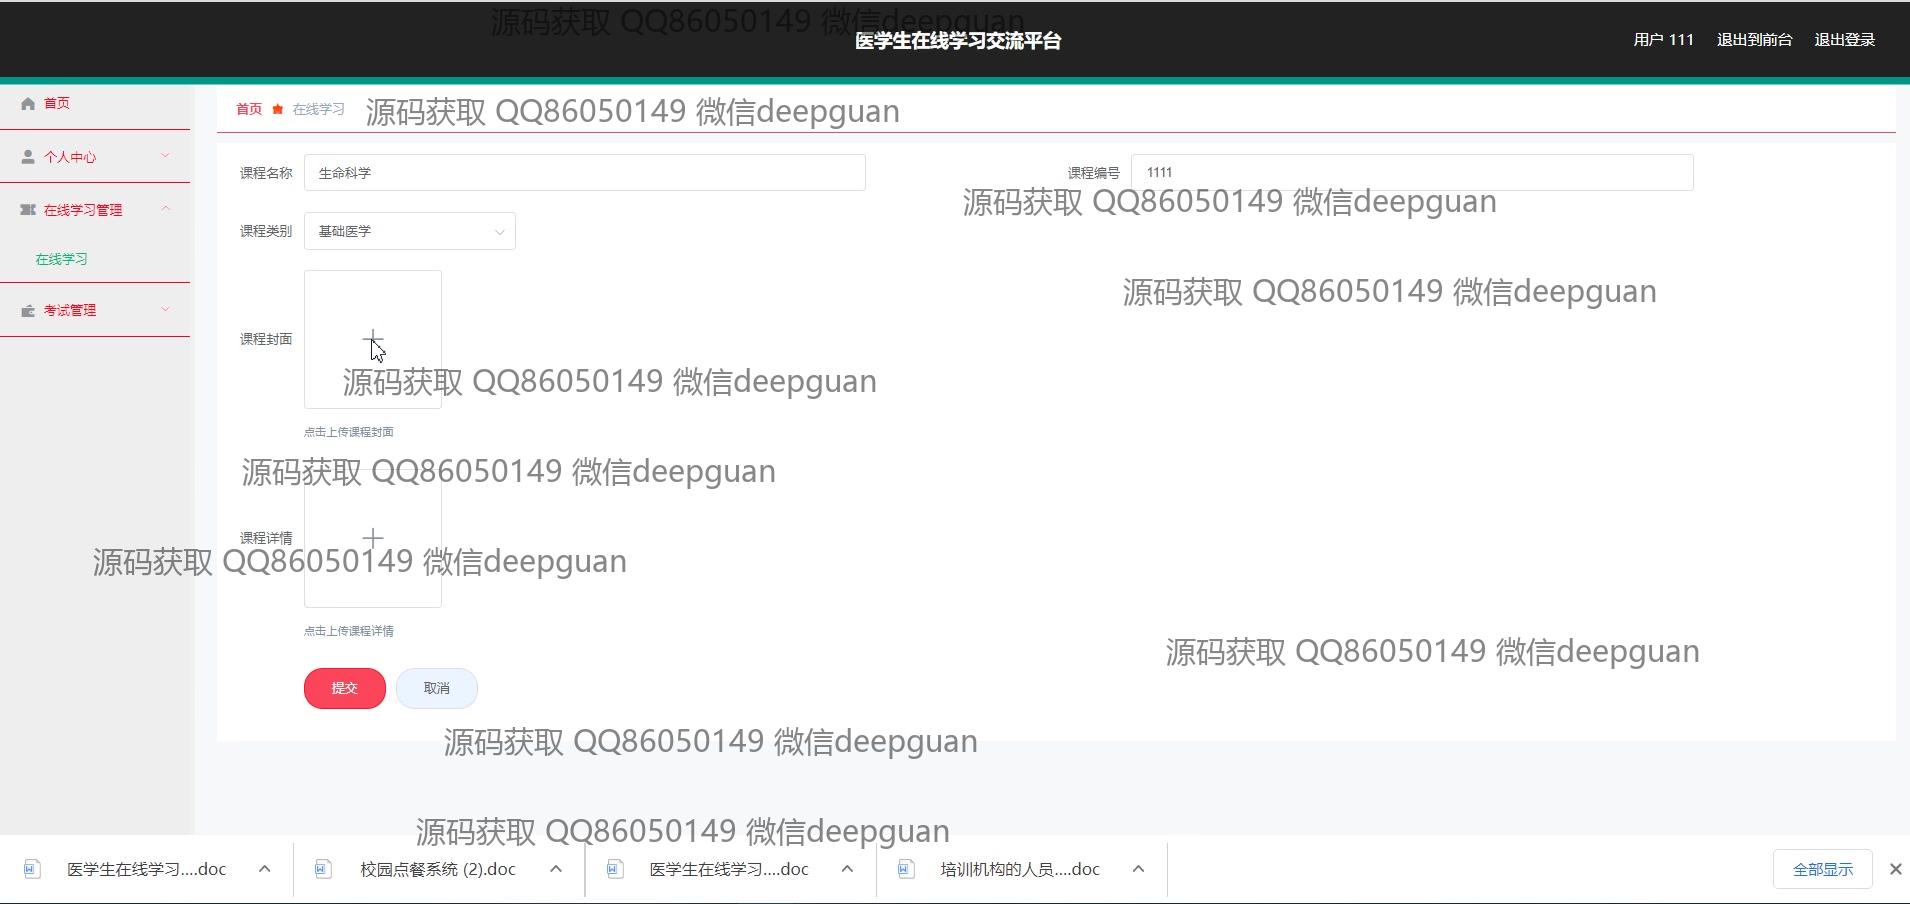 源码获取 QQ86050149 微信deepguan
医学生在线学习交流平台
用户 111 退出到前台 退出登录
首页
首页 在线学习
源码获取 QQ86050149 微信deepguan
个人中心
课程名称 生命科学
课程编号 1111
源码获取 QQ86050149 微信deepguan
在线学习管理
课程类别 基础医学
在线学习
源码获取 QQ86050149 微信deepguan
考试管理
课程封面
源码获取 QQ86050149 微信deepguan
点击上传课程封面
源码获取 QQ86050149 微信deepguan
课程详情
源码获取 QQ86050149 微信deepguan
点击上传课程详情
源码获取 QQ86050149 微信deepguan
提交 取消
源码获取 QQ86050149 微信deepguan
源码获取 QQ86050149 微信deepguan
医学生在线学习....doc 校园点餐系统 (2).doc 医学生在线学习....doc 培训机构的人员....doc 全部显示